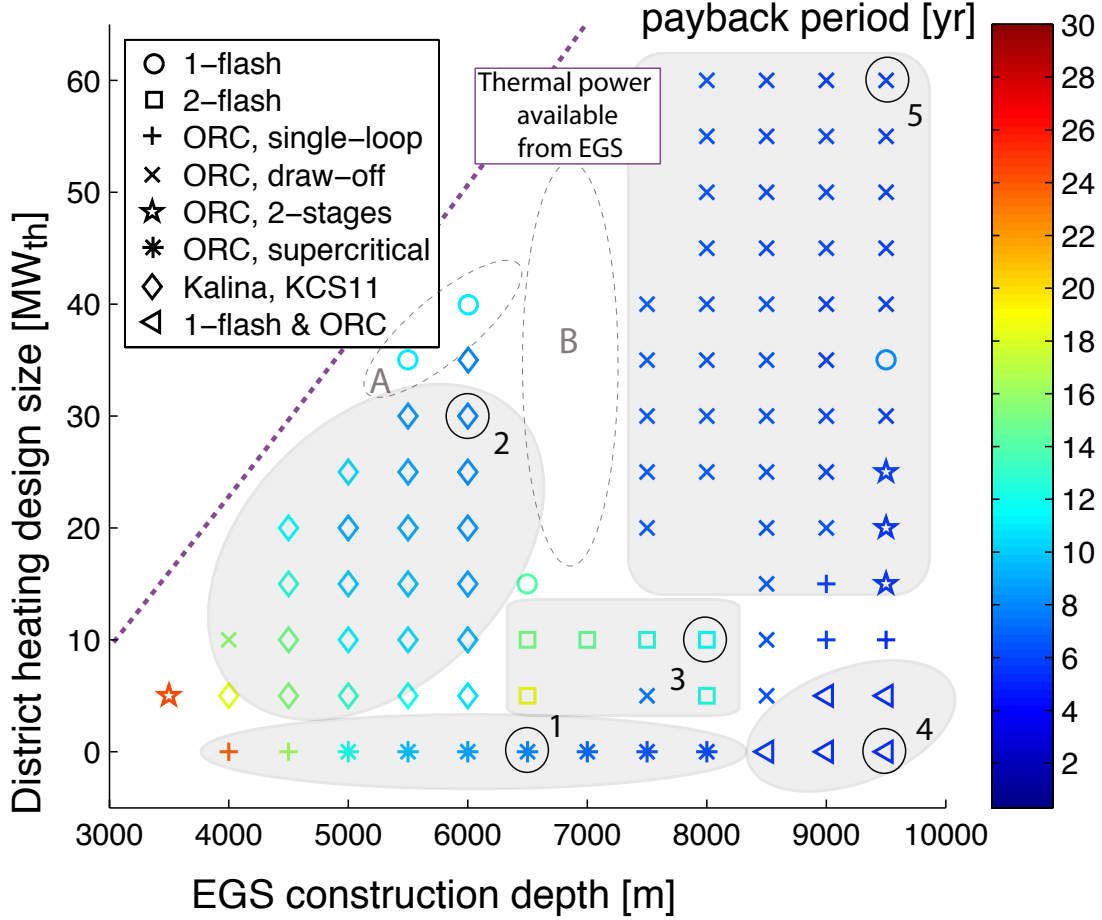 payback period [yr]
1−flash
2−flash
ORC, single−loop
ORC, draw−off
ORC, 2−stages
ORC, supercritical
Kalina, KCS11
1−flash & ORC
Thermal power
available
from EGS
A
B
1
2
3
4
5
District heating design size [MWth]
60
50
40
30
20
10
0
3000 4000 5000 6000 7000 8000 9000 10000
EGS construction depth [m]
30
28
26
24
22
20
18
16
14
12
10
8
6
4
2